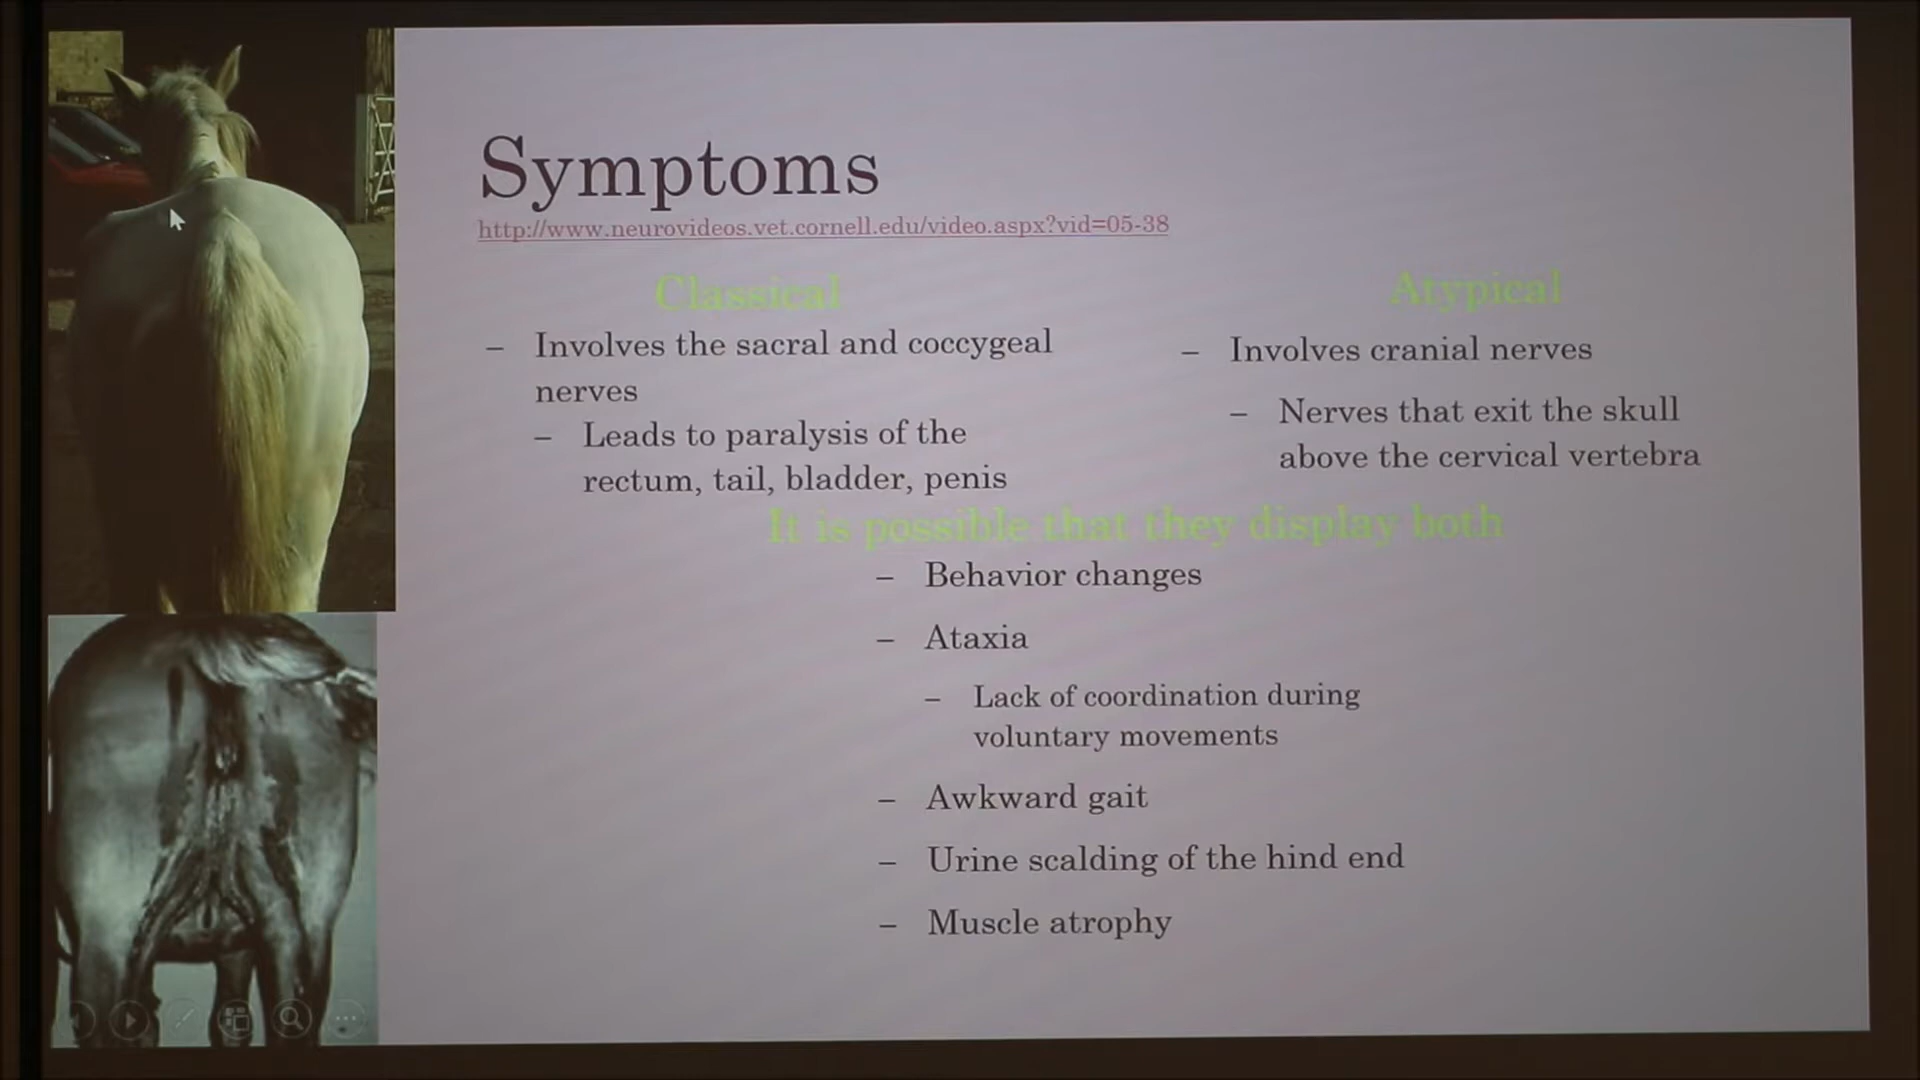 Symptoms
http://www.neurovideos.vet.cornell.edu/video.aspx?vid=05-38
Classical
– Involves the sacral and coccygeal
nerves
– Leads to paralysis of the
rectum, tail, bladder, penis
Atypical
– Involves cranial nerves
– Nerves that exit the skull
above the cervical vertebra
It is possible that they display both
– Behavior changes
– Ataxia
– Lack of coordination during
voluntary movements
– Awkward gait
– Urine scalding of the hind end
– Muscle atrophy